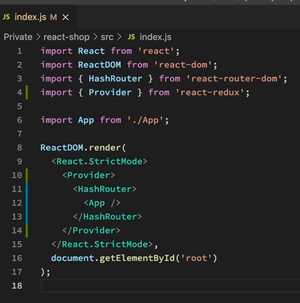 JS index.js M ×
Private > react-shop > src > JS index.js
1 import React from 'react';
2 import ReactDOM from 'react-dom';
3 import { HashRouter } from 'react-router-dom';
4 import { Provider } from 'react-redux';
5
6 import App from './App';
7
8 ReactDOM.render(
9 <React.StrictMode>
10 <Provider>
11 <HashRouter>
12 <App />
13 </HashRouter>
14 </Provider>
15 </React.StrictMode>,
16 document.getElementById('root')
17 );
18